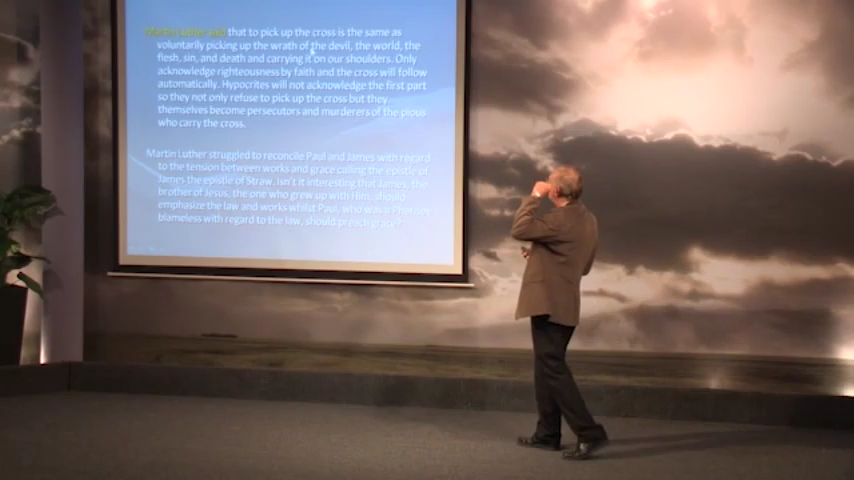 Martin Luther said that to pick up the cross is the same as
voluntarily picking up the wrath of the devil, the world, the
flesh, sin, and death and carrying it on our shoulders. Only
acknowledge righteousness by faith and the cross will follow
automatically. Hypocrites will not acknowledge the first part
so they not only refuse to pick up the cross but they
themselves become persecutors and murderers of the pious
who carry the cross.
Martin Luther struggled to reconcile Paul and James with regard
to the tension between works and grace calling the epistle of
James the epistle of Straw. Isn't it interesting that James, the
brother of Jesus, the one who grew up with Him, should
emphasize the law and works whilst Paul, who was a Pharisee
blameless with regard to the law, should preach grace?